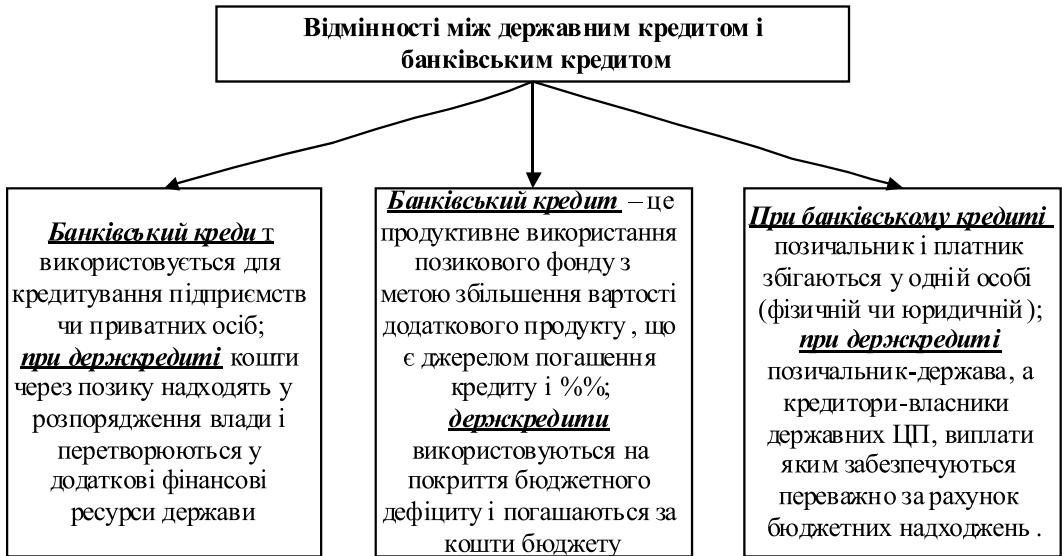 Відмінності між державним кредитом і
банківським кредитом
Банківський креди т
використовується для
кредитування підприємств
чи приватних осіб;
при держкредиті кошти
через позику надходять у
розпорядження влади і
перетворюються у
додаткові фінансові
ресурси держави
Банківський кредит – це
продуктивне використання
позикового фонду з
метою збільшення вартості
додаткового продукту , що
є джерелом погашення
кредиту і %%;
держкредити
використовуються на
покриття бюджетного
дефіциту і погашаються за
кошти бюджету
При банківському кредиті
позичальник і платник
збігаються у одній особі
(фізичній чи юридичній );
при держкредиті
позичальник-держава, а
кредитори-власники
державних ЦП, виплати
яким забезпечуються
переважно за рахунок
бюджетних надходжень .